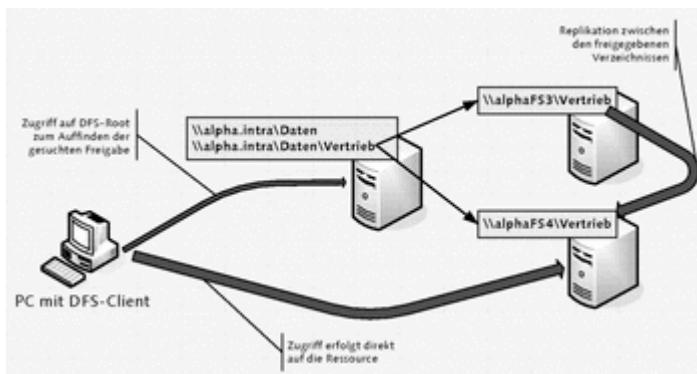 Replikation zwischen
den freigegebenen
Verzeichnissen
\\alphaFS3\Vertrieb
Zugriff auf DFS-Root
zum Auffinden der
gesuchten Freigabe
\\alpha.intra\Daten
\\alpha.intra\Daten\Vertrieb
\\alphaFS4\Vertrieb
PC mit DFS-Client
Zugriff erfolgt direkt
auf die Ressource